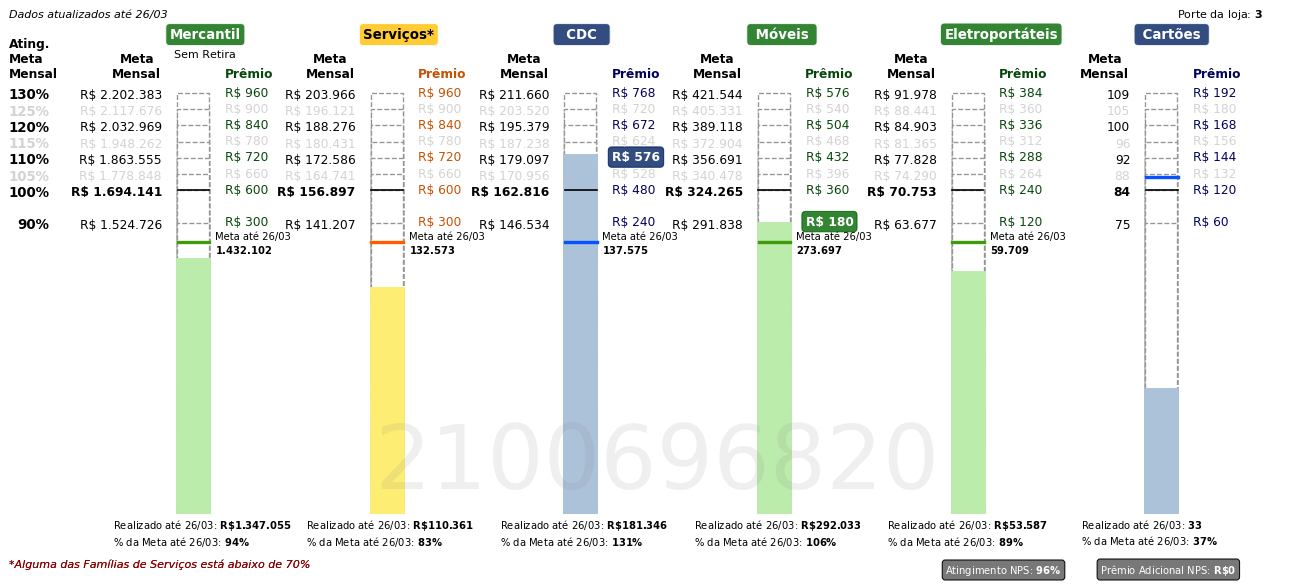 Dados atualizados até 26/03 Porte da loja: 3
Mercantil Serviços* CDC Móveis Eletroportáteis Cartões
Sem Retira
Ating. Meta Mensal Meta Mensal Prêmio Meta Mensal Prêmio Meta Mensal Prêmio Meta Mensal Prêmio Meta Mensal Prêmio Meta Mensal Prêmio
130% R$ 2.202.383 R$ 960 R$ 203.966 R$ 960 R$ 211.660 R$ 768 R$ 421.544 R$ 576 R$ 91.978 R$ 384 109 R$ 192
125% R$ 2.117.676 R$ 900 R$ 196.121 R$ 900 R$ 203.520 R$ 720 R$ 405.331 R$ 540 R$ 88.441 R$ 360 105 R$ 180
120% R$ 2.032.969 R$ 840 R$ 188.276 R$ 840 R$ 195.379 R$ 672 R$ 389.118 R$ 504 R$ 84.903 R$ 336 100 R$ 168
115% R$ 1.948.262 R$ 780 R$ 180.431 R$ 780 R$ 187.238 R$ 624 R$ 372.904 R$ 468 R$ 81.365 R$ 312 96 R$ 156
110% R$ 1.863.555 R$ 720 R$ 172.586 R$ 720 R$ 179.097 R$ 576 R$ 356.691 R$ 432 R$ 77.828 R$ 288 92 R$ 144
105% R$ 1.778.848 R$ 660 R$ 164.741 R$ 660 R$ 170.956 R$ 528 R$ 340.478 R$ 396 R$ 74.290 R$ 264 88 R$ 132
100% R$ 1.694.141 R$ 600 R$ 156.897 R$ 600 R$ 162.816 R$ 480 R$ 324.265 R$ 360 R$ 70.753 R$ 240 84 R$ 120
90% R$ 1.524.726 R$ 300 R$ 141.207 R$ 300 R$ 146.534 R$ 240 R$ 291.838 R$ 180 R$ 63.677 R$ 120 75 R$ 60
Meta até 26/03 Meta até 26/03 Meta até 26/03 Meta até 26/03 Meta até 26/03
1.432.102 132.573 137.575 273.697 59.709
2100696820
Realizado até 26/03: R$1.347.055 Realizado até 26/03: R$110.361 Realizado até 26/03: R$181.346 Realizado até 26/03: R$292.033 Realizado até 26/03: R$53.587 Realizado até 26/03: 33
% da Meta até 26/03: 94% % da Meta até 26/03: 83% % da Meta até 26/03: 131% % da Meta até 26/03: 106% % da Meta até 26/03: 89% % da Meta até 26/03: 37%
*Alguma das Famílias de Serviços está abaixo de 70% Atingimento NPS: 96% Prêmio Adicional NPS: R$0